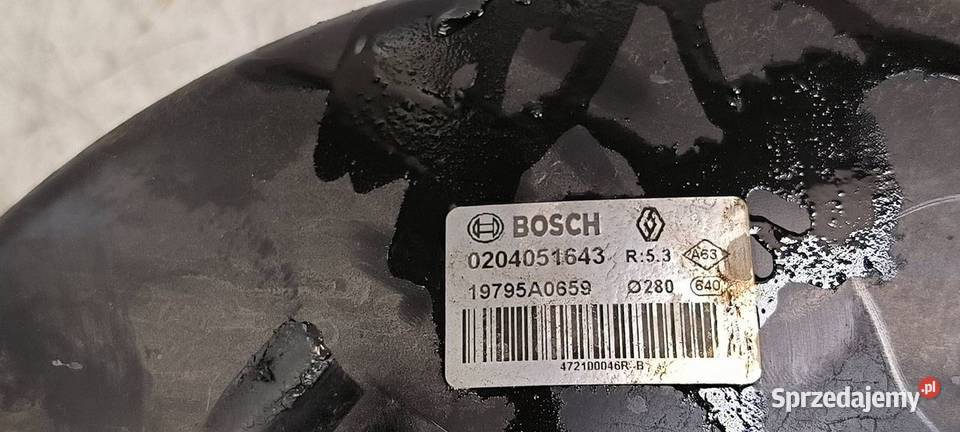 BOSCH
0204051643 R:5.3 A63
19795A0659 Ø280 640
472100046R-B
Sprzedajemy.pl